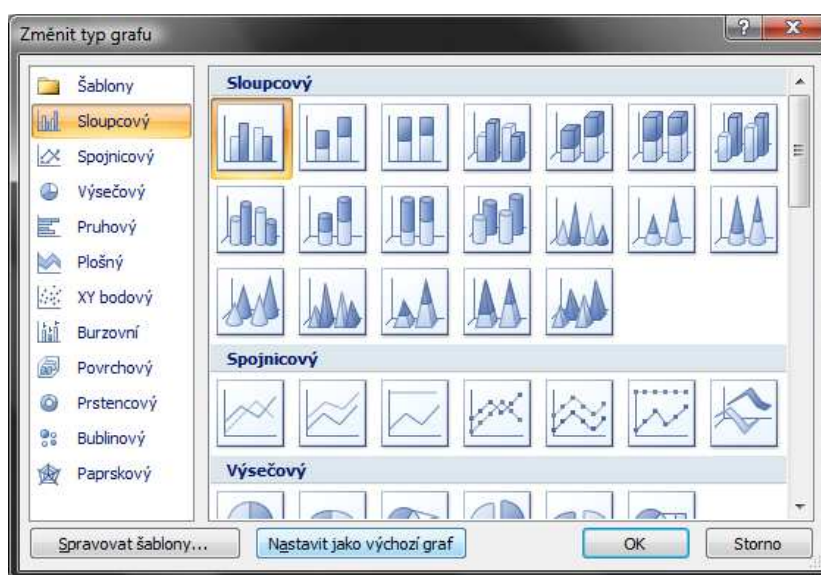 Změnit typ grafu
Šablony
Sloupcový
Spojnicový
Výsečový
Pruhový
Plošný
XY bodový
Burzovní
Povrchový
Prstencový
Bublinový
Paprskový
Sloupcový
Spojnicový
Výsečový
Spravovat šablony...
Nastavit jako výchozí graf
OK
Storno